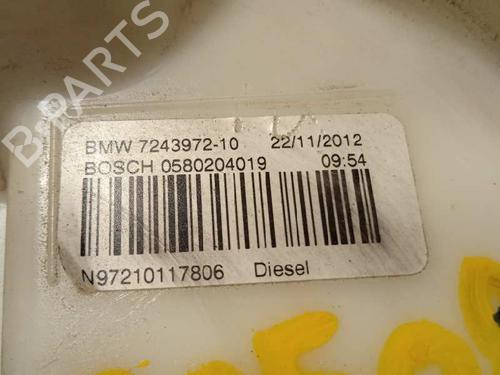 BMW 7243972-10 22/11/2012
BOSCH 0580204019 09:54
N97210117806 Diesel
B-PARTS